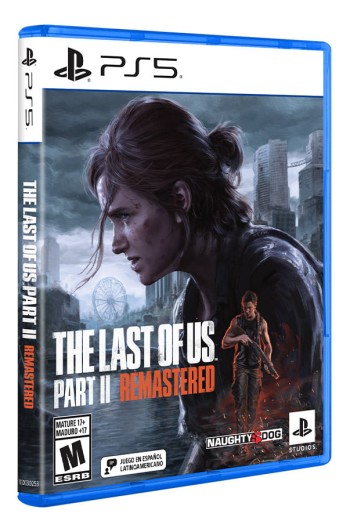 PS5
PS5
THE LAST OF US PART II REMASTERED
THE LAST OF US
PART II REMASTERED
MATURE 17+
MADURO +17
M
ESRB
JUEGO EN ESPAÑOL
LATINOAMERICANO
NAUGHTY DOG
STUDIOS